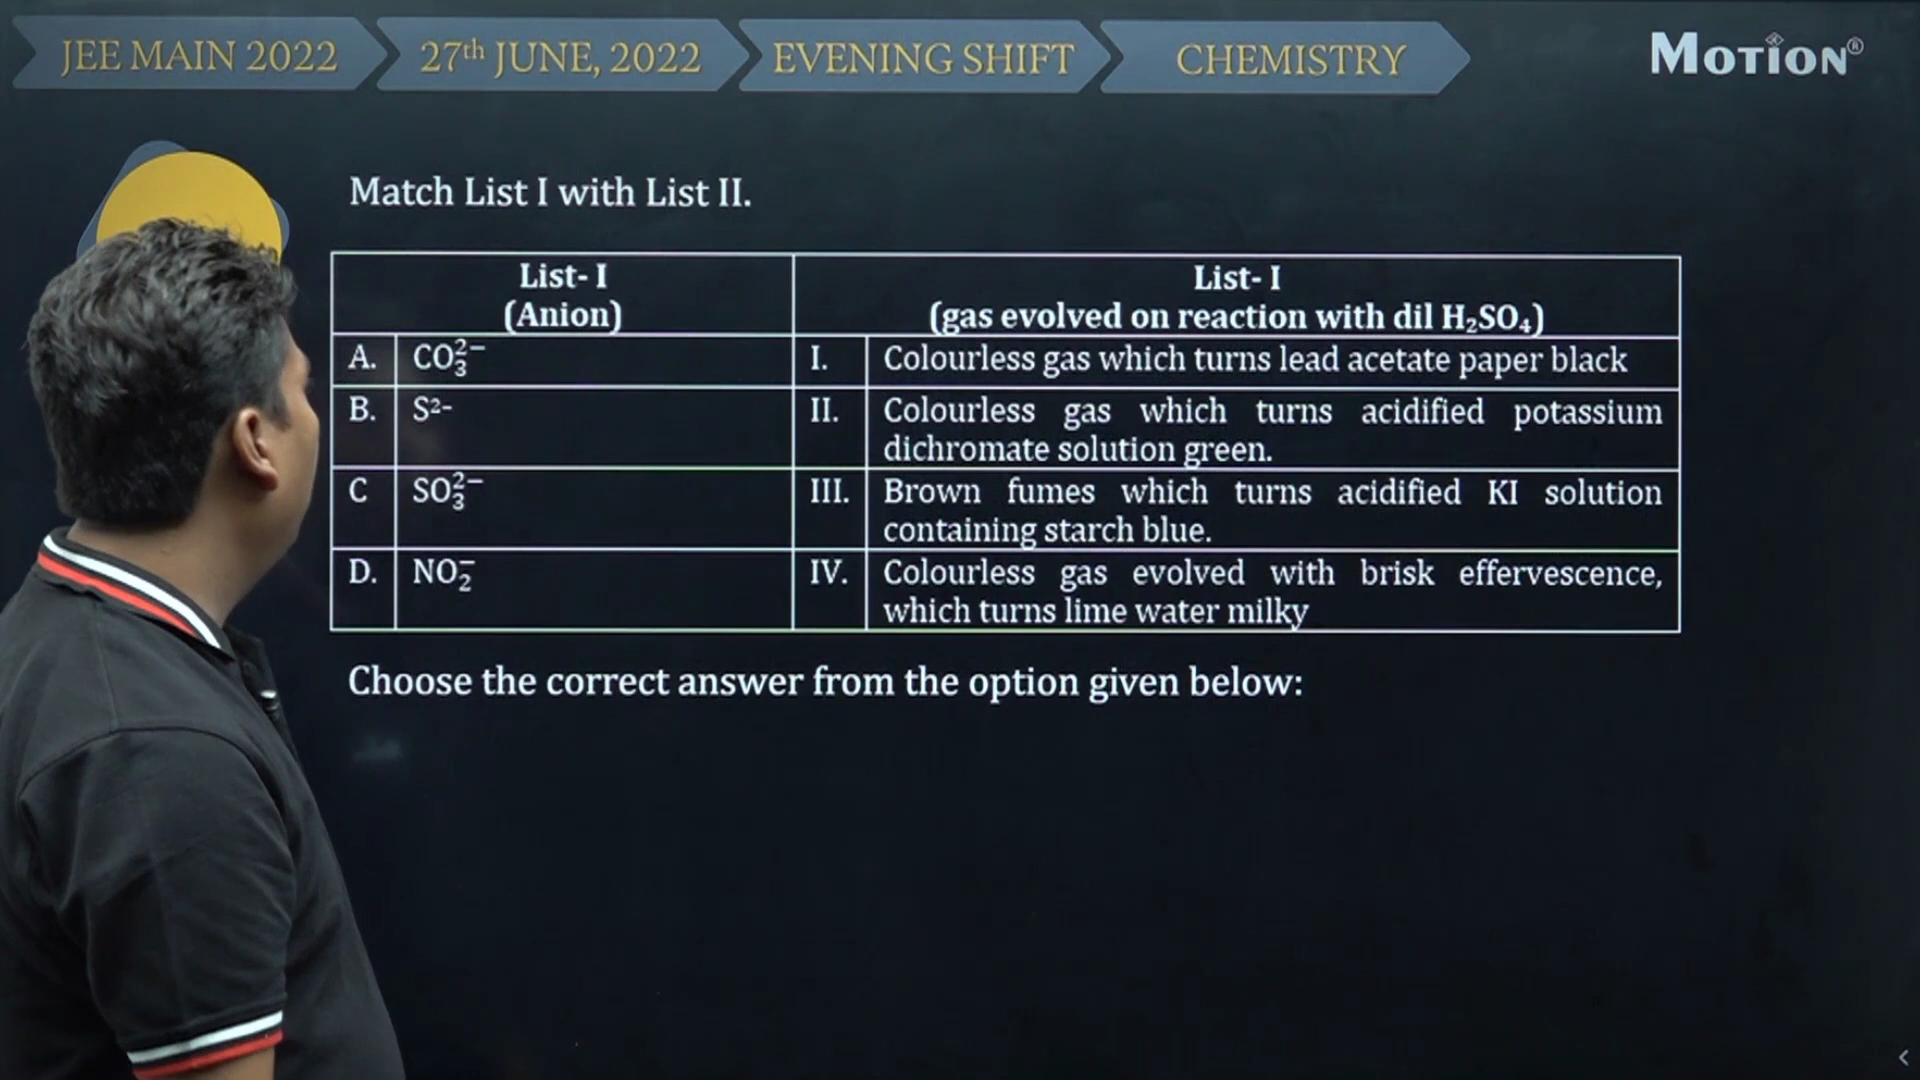 JEE MAIN 2022
27th JUNE, 2022
EVENING SHIFT
CHEMISTRY
MOTION®
Match List I with List II.
List- I
(Anion)
List- I
(gas evolved on reaction with dil H₂SO₄)
A. CO₃²⁻
I. Colourless gas which turns lead acetate paper black
B. S²⁻
II. Colourless gas which turns acidified potassium
dichromate solution green.
C SO₃²⁻
III. Brown fumes which turns acidified KI solution
containing starch blue.
D. NO₂⁻
IV. Colourless gas evolved with brisk effervescence,
which turns lime water milky
Choose the correct answer from the option given below: